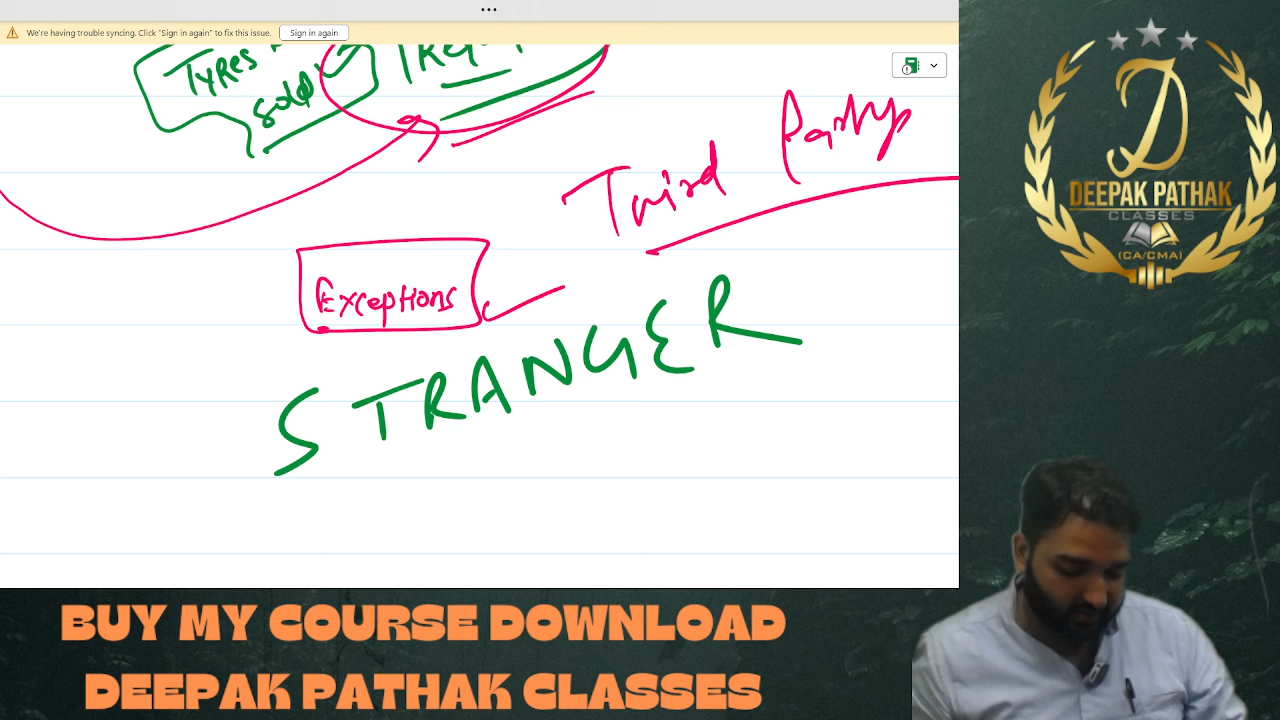 •••
We're having trouble syncing. Click "Sign in again" to fix this issue. Sign in again
Tyres
sold
Third Party
Exceptions
STRANGER
D
DEEPAK PATHAK
CLASSES
(CA/CMA)
BUY MY COURSE DOWNLOAD
DEEPAK PATHAK CLASSES